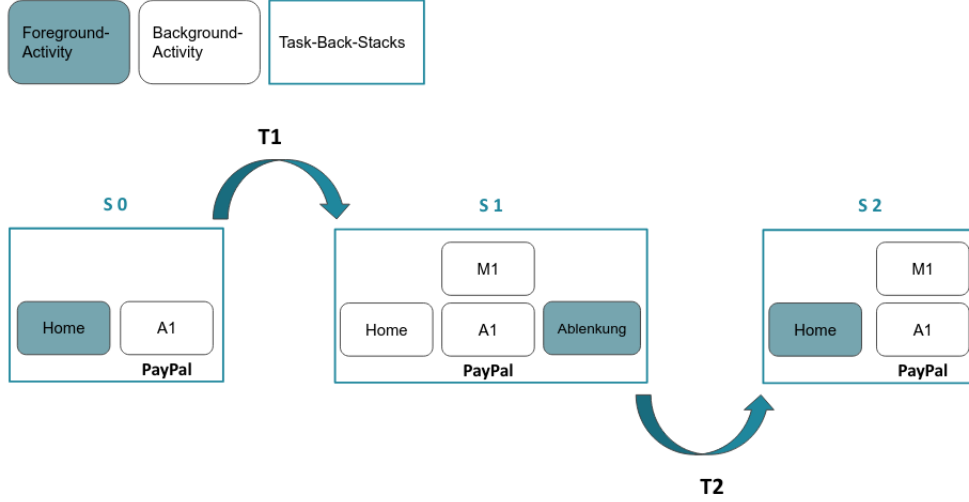 Foreground-
Activity
Background-
Activity
Task-Back-Stacks
T1
S 0
S 1
S 2
M1
M1
Home
A1
Home
A1
Ablenkung
Home
A1
PayPal
PayPal
PayPal
T2